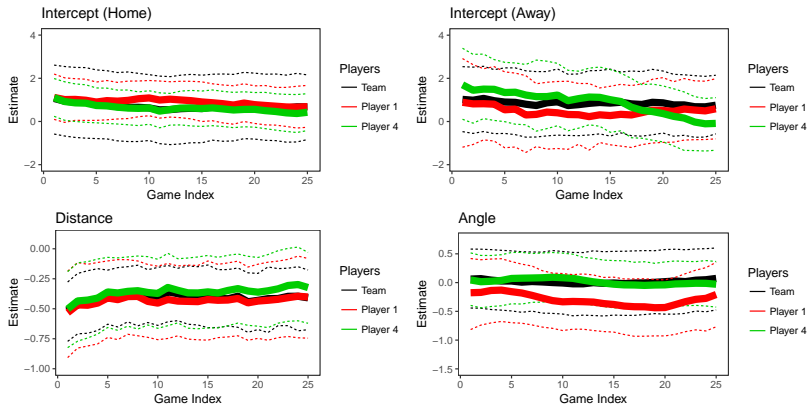 Intercept (Home)
4
2
0
−2
Estimate
0 5 10 15 20 25
Game Index
Players
Team
Player 1
Player 4
Intercept (Away)
4
2
0
−2
Estimate
0 5 10 15 20 25
Game Index
Players
Team
Player 1
Player 4
Distance
0.00
−0.25
−0.50
−0.75
−1.00
Estimate
0 5 10 15 20 25
Game Index
Players
Team
Player 1
Player 4
Angle
0.5
0.0
−0.5
−1.0
−1.5
Estimate
0 5 10 15 20 25
Game Index
Players
Team
Player 1
Player 4